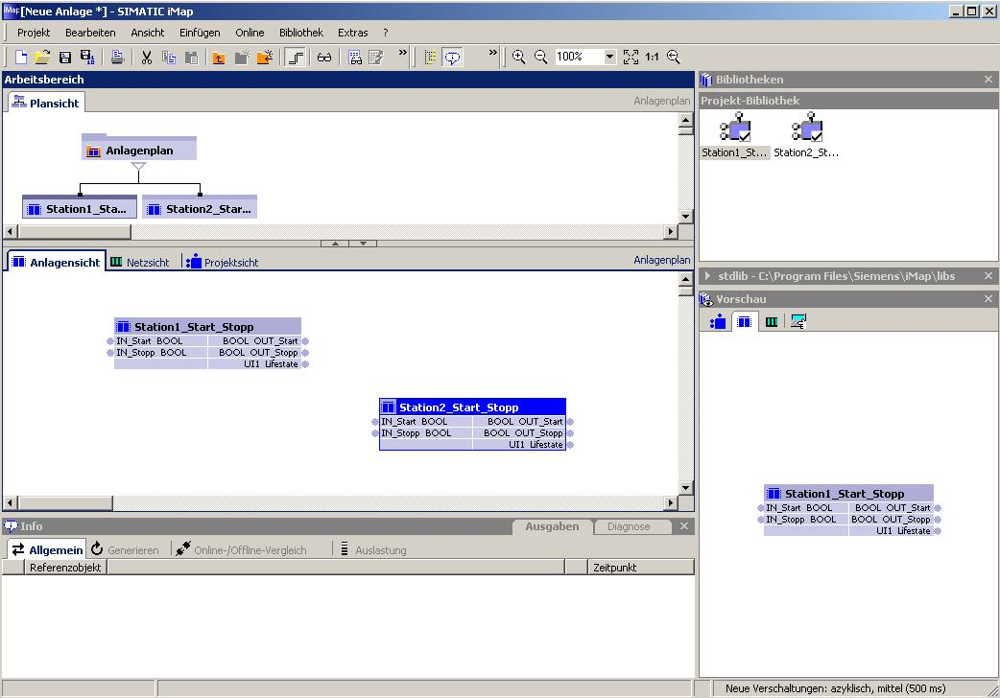 iMap [Neue Anlage *] - SIMATIC iMap
Projekt Bearbeiten Ansicht Einfügen Online Bibliothek Extras ?
100% 1:1
Arbeitsbereich
Plansicht
Anlagenplan
Anlagenplan
Station1_Sta...
Station2_Star...
Anlagensicht Netzsicht Projektsicht
Anlagenplan
Station1_Start_Stopp
IN_Start BOOL BOOL OUT_Start
IN_Stopp BOOL BOOL OUT_Stopp
UI1 Lifestate
Station2_Start_Stopp
IN_Start BOOL BOOL OUT_Start
IN_Stopp BOOL BOOL OUT_Stopp
UI1 Lifestate
Info
Ausgaben
Diagnose
Allgemein Generieren Online-/Offline-Vergleich Auslastung
Referenzobjekt Zeitpunkt
Bibliotheken
Projekt-Bibliothek
Station1_St...
Station2_St...
stdlib - C:\Program Files\Siemens\iMap\libs
Vorschau
Station1_Start_Stopp
IN_Start BOOL BOOL OUT_Start
IN_Stopp BOOL BOOL OUT_Stopp
UI1 Lifestate
Neue Verschaltungen: azyklisch, mittel (500 ms)